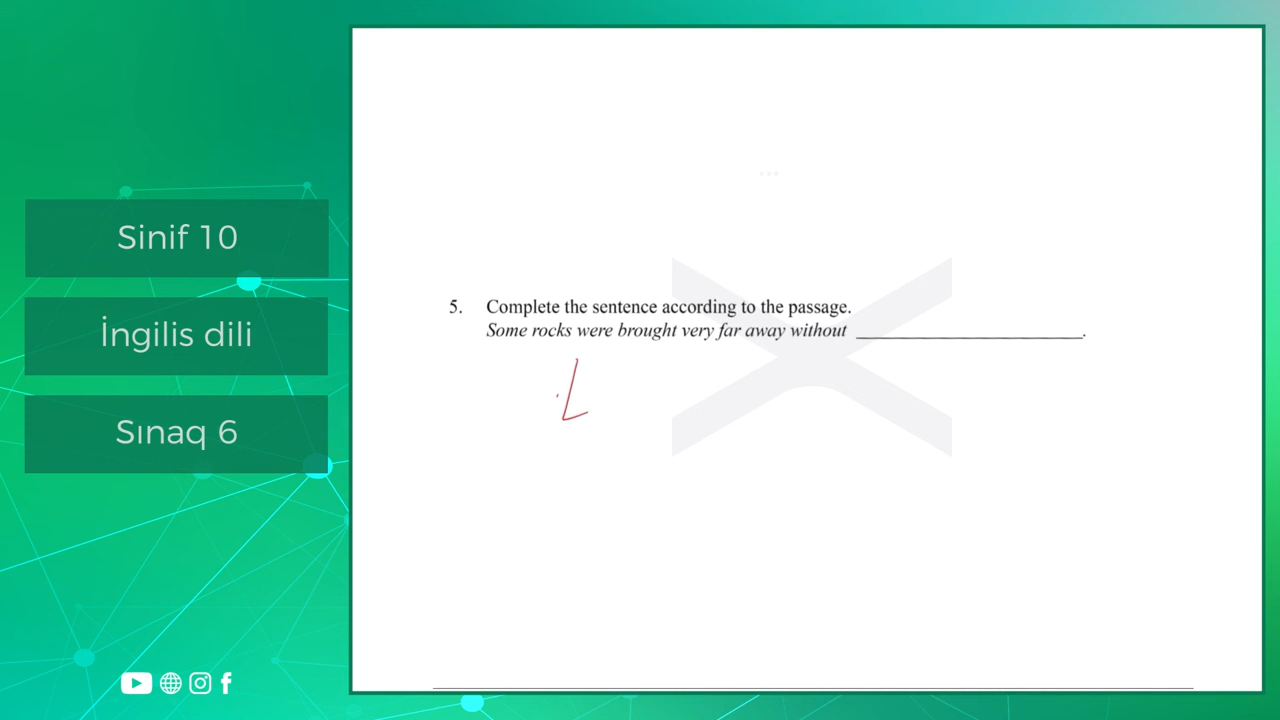 Sinif 10
İngilis dili
Sınaq 6
5. Complete the sentence according to the passage.
Some rocks were brought very far away without ____________________.